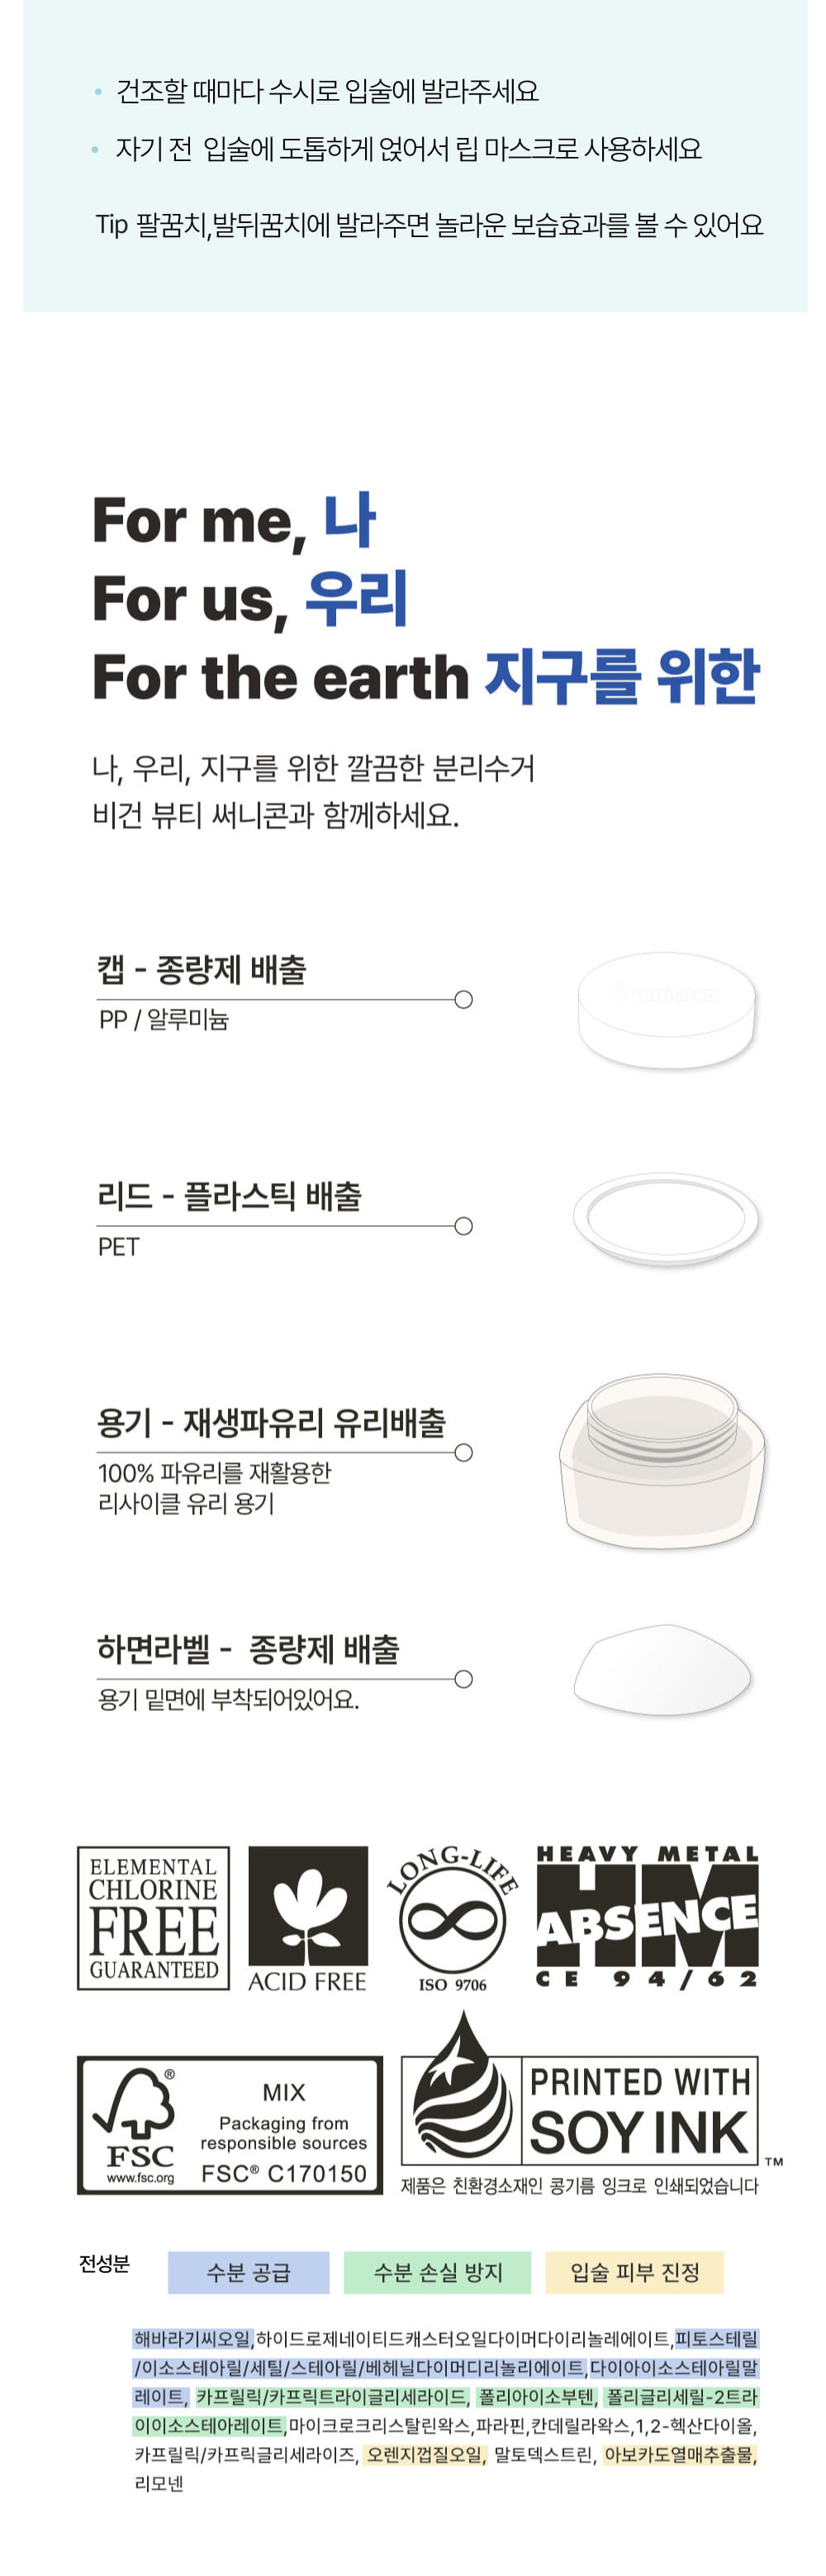 건조할 때마다 수시로 입술에 발라주세요
자기 전 입술에 도톰하게 얹어서 립 마스크로 사용하세요
Tip 팔꿈치,발뒤꿈치에 발라주면 놀라운 보습효과를 볼 수 있어요
For me, 나
For us, 우리
For the earth 지구를 위한
나, 우리, 지구를 위한 깔끔한 분리수거
비건 뷰티 써니콘과 함께하세요.
캡 - 종량제 배출
PP / 알루미늄
리드 - 플라스틱 배출
PET
용기 - 재생파유리 유리배출
100% 파유리를 재활용한
리사이클 유리 용기
하면라벨 - 종량제 배출
용기 밑면에 부착되어있어요.
ELEMENTAL
CHLORINE
FREE
GUARANTEED
ACID FREE
LONG-LIFE
ISO 9706
HEAVY METAL
HM
ABSENCE
CE 94/62
FSC®
www.fsc.org
MIX
Packaging from
responsible sources
FSC® C170150
PRINTED WITH
SOY INK
TM
제품은 친환경소재인 콩기름 잉크로 인쇄되었습니다
전성분 수분 공급 수분 손실 방지 입술 피부 진정
해바라기씨오일,하이드로제네이티드캐스터오일다이머다이리놀레에이트,피토스테릴
/이소스테아릴/세틸/스테아릴/베헤닐다이머디리놀리에이트,다이아이소스테아릴말
레이트, 카프릴릭/카프릭트라이글리세라이드, 폴리아이소부텐, 폴리글리세릴-2트라
이이소스테아레이트,마이크로크리스탈린왁스,파라핀,칸데릴라왁스,1,2-헥산다이올,
카프릴릭/카프릭글리세라이즈, 오렌지껍질오일, 말토덱스트린, 아보카도열매추출물,
리모넨